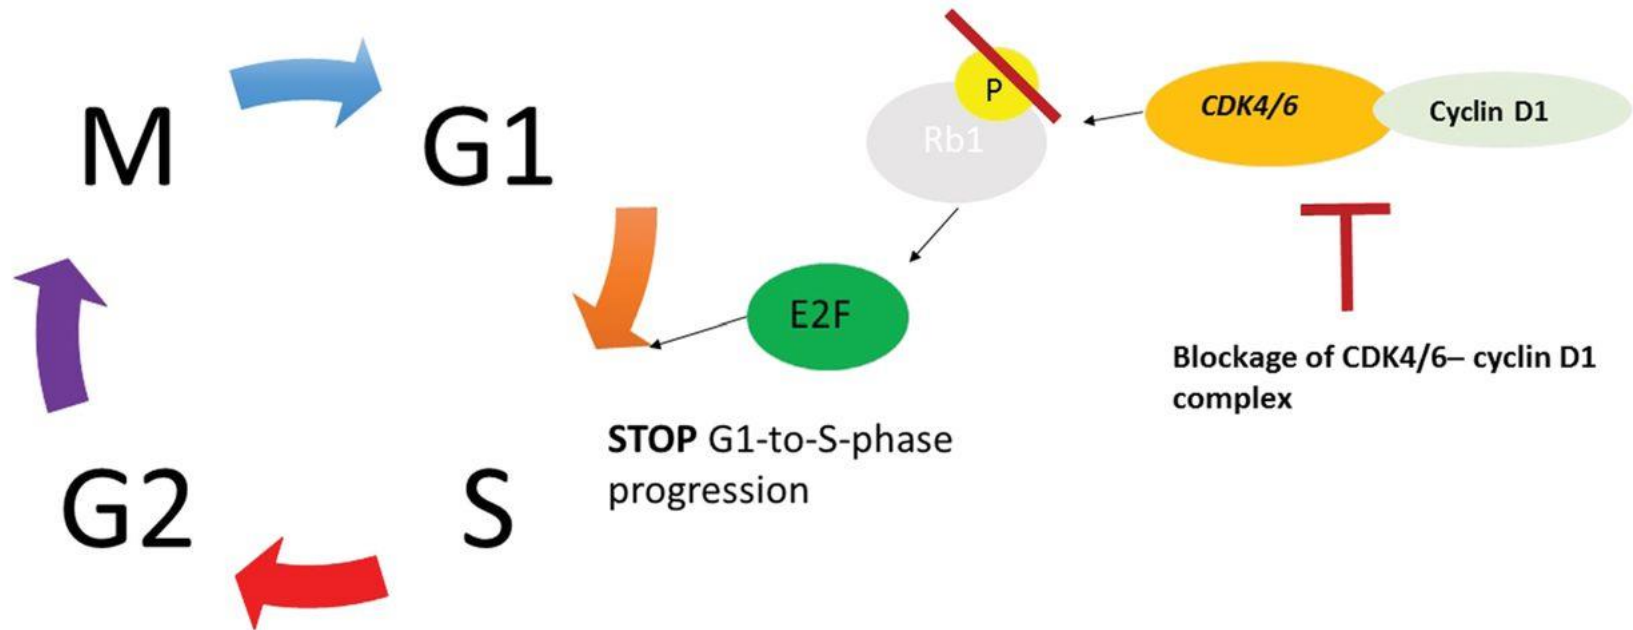 M
G1
P
Rb1
CDK4/6
Cyclin D1
E2F
Blockage of CDK4/6– cyclin D1
complex
STOP G1-to-S-phase
progression
G2
S